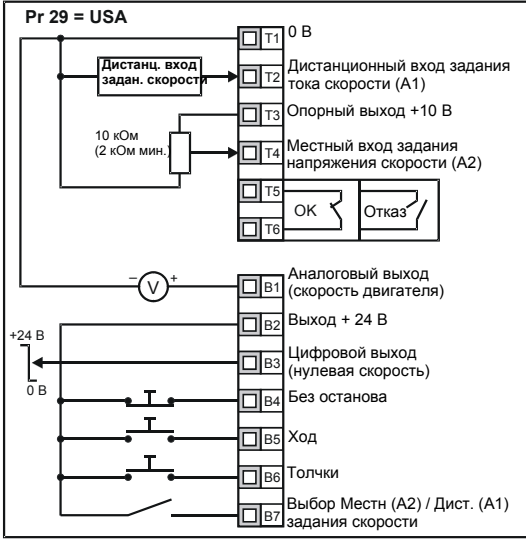 Pr 29 = USA
T1 0 В
Дистанц. вход
задан. скорости
T2 Дистанционный вход задания
тока скорости (A1)
T3 Опорный выход +10 В
10 кОм
(2 кОм мин.)
T4 Местный вход задания
напряжения скорости (A2)
T5
OK Отказ
T6
– V +
B1 Аналоговый выход
(скорость двигателя)
B2 Выход + 24 В
+24 В
B3 Цифровой выход
(нулевая скорость)
0 В
B4 Без останова
B5 Ход
B6 Толчки
B7 Выбор Местн (A2) / Дист. (A1)
задания скорости